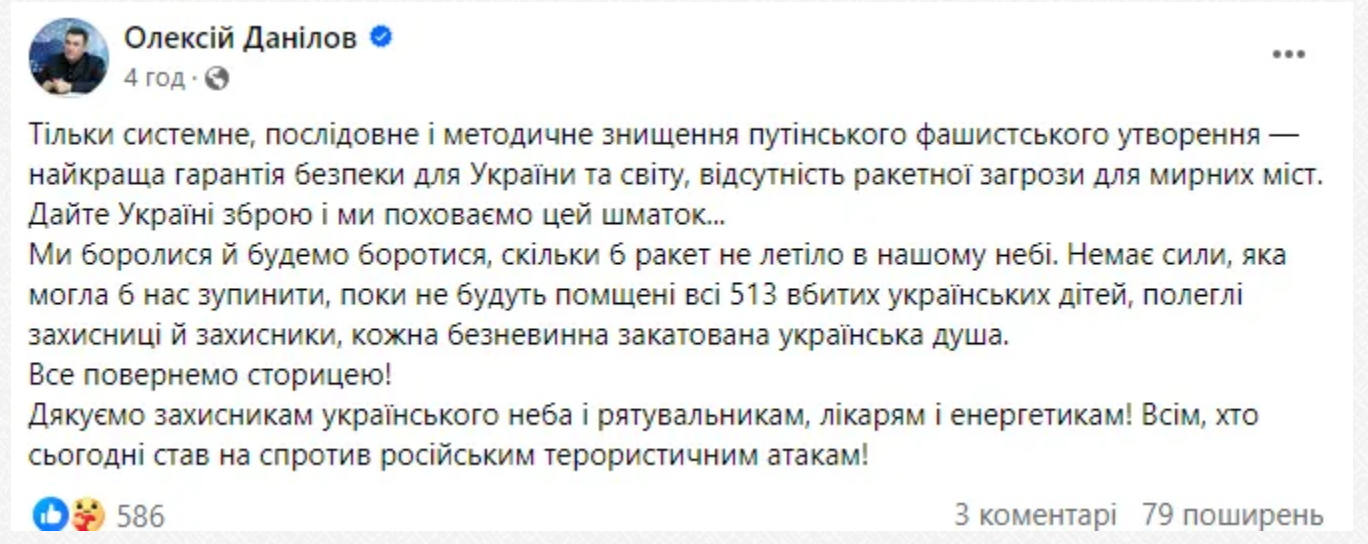 Олексій Данілов
4 год ·
Тільки системне, послідовне і методичне знищення путінського фашистського утворення —
найкраща гарантія безпеки для України та світу, відсутність ракетної загрози для мирних міст.
Дайте Україні зброю і ми поховаємо цей шматок...
Ми боролися й будемо боротися, скільки б ракет не летіло в нашому небі. Немає сили, яка
могла б нас зупинити, поки не будуть помщені всі 513 вбитих українських дітей, полеглі
захисниці й захисники, кожна безневинна закатована українська душа.
Все повернемо сторицею!
Дякуємо захисникам українського неба і рятувальникам, лікарям і енергетикам! Всім, хто
сьогодні став на спротив російським терористичним атакам!
586 3 коментарі 79 поширень